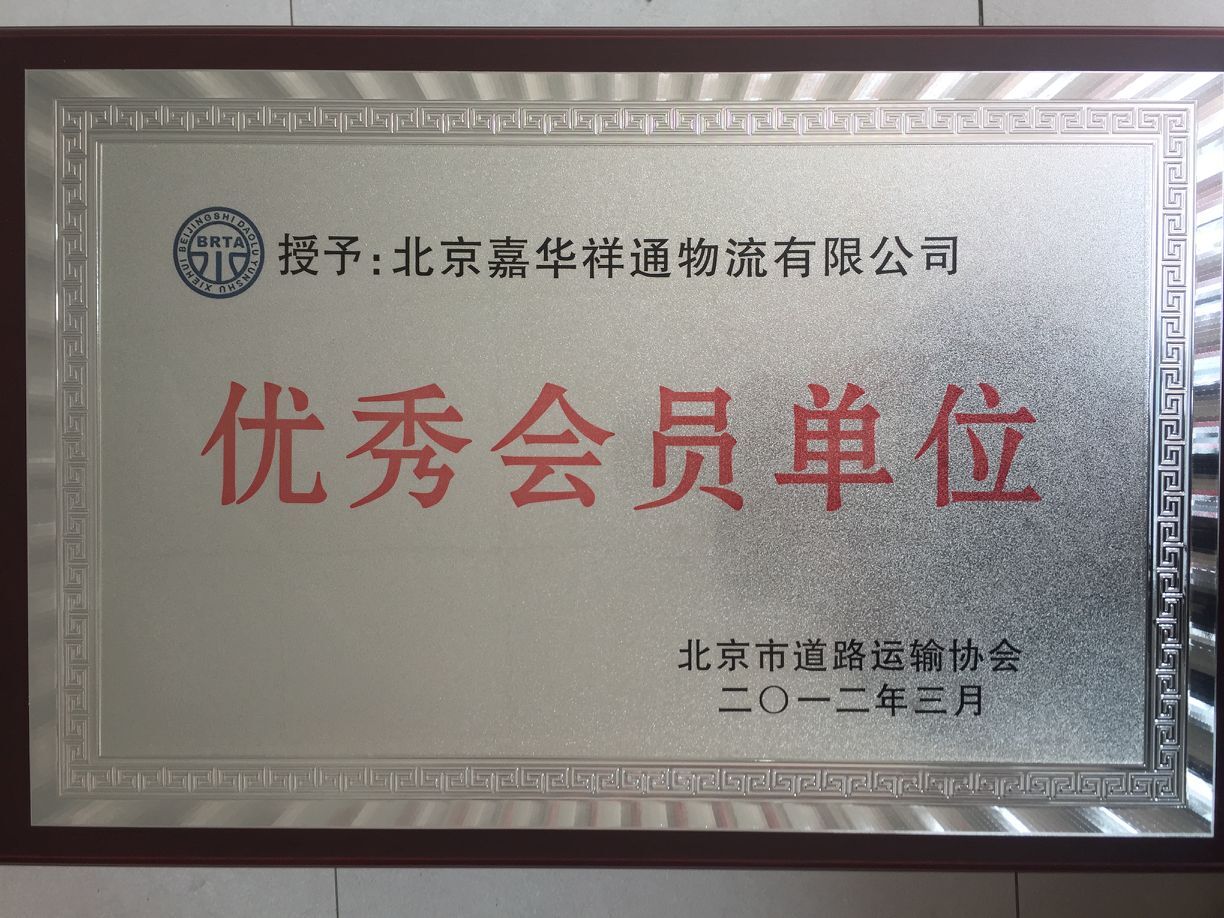 BEIJINGSHI DAOLU YUNSHU XIEHUI
BRTA
授予:北京嘉华祥通物流有限公司
优秀会员单位
北京市道路运输协会
二〇一二年三月